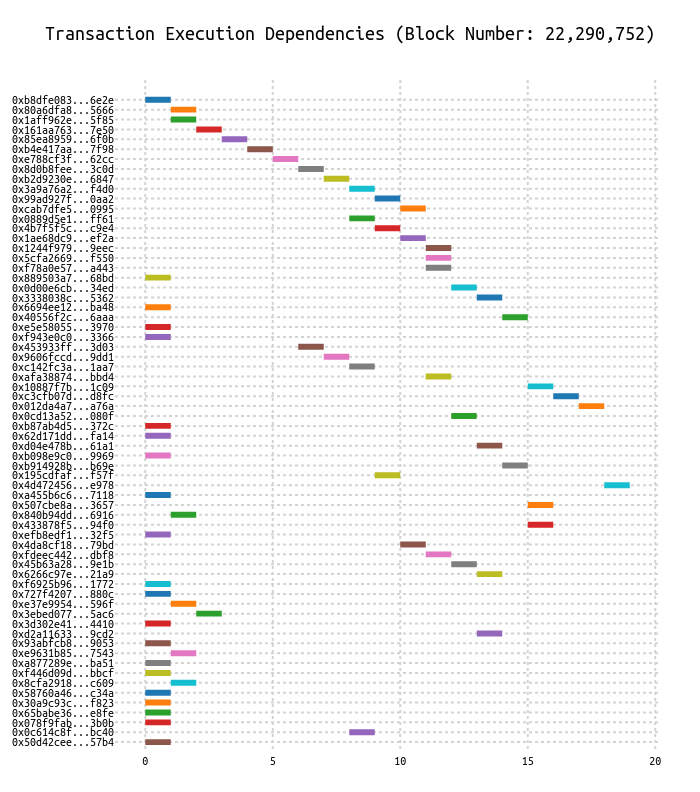 Transaction Execution Dependencies (Block Number: 22,290,752)
0xb8dfe083...6e2e
0x80a6dfa8...5666
0x1aff962e...5f85
0x161aa763...7e50
0x85ea8959...6f0b
0xb4e417aa...7f98
0xe788cf3f...62cc
0x8d0b8fee...3c0d
0xb2d9230e...6847
0x3a9a76a2...f4d0
0x99ad927f...0aa2
0xcab7dfe5...0995
0x0889d5e1...ff61
0x4b7f5f5c...c9e4
0x1ae68dc9...ef2a
0x1244f979...9eec
0x5cfa2669...f550
0xf78a0e57...a443
0x889503a7...68bd
0x0d00e6cb...34ed
0x3338038c...5362
0x6694ee12...ba48
0x40556f2c...6aaa
0xe5e58055...3970
0xf943e0c0...3366
0x453933ff...3d03
0x9606fccd...9dd1
0xc142fc3a...1aa7
0xafa38874...bbd4
0x10887f7b...1c09
0xc3cfb07d...d8fc
0x012da4a7...a76a
0x0cd13a52...080f
0xb87ab4d5...372c
0x62d171dd...fa14
0xd04e478b...61a1
0xb098e9c0...9969
0xb914928b...b69e
0x195cdfaf...f57f
0x4d472456...e978
0xa455b6c6...7118
0x507cbe8a...3657
0x840b94dd...6916
0x433878f5...94f0
0xefb8edf1...32f5
0x4da8cf18...79bd
0xfdeec442...dbf8
0x45b63a28...9e1b
0x6266c97e...21a9
0xf6925b96...1772
0x727f4207...880c
0xe37e9954...596f
0x3ebed077...5ac6
0x3d302e41...4410
0xd2a11633...9cd2
0x93abfcb8...9053
0xe9631b85...7543
0xa877289e...ba51
0xf446d09d...bbcf
0x8cfa2918...c609
0x58760a46...c34a
0x30a9c93c...f823
0x65babe36...e8fe
0x078f9fab...3b0b
0x0c614c8f...bc40
0x50d42cee...57b4
0 5 10 15 20